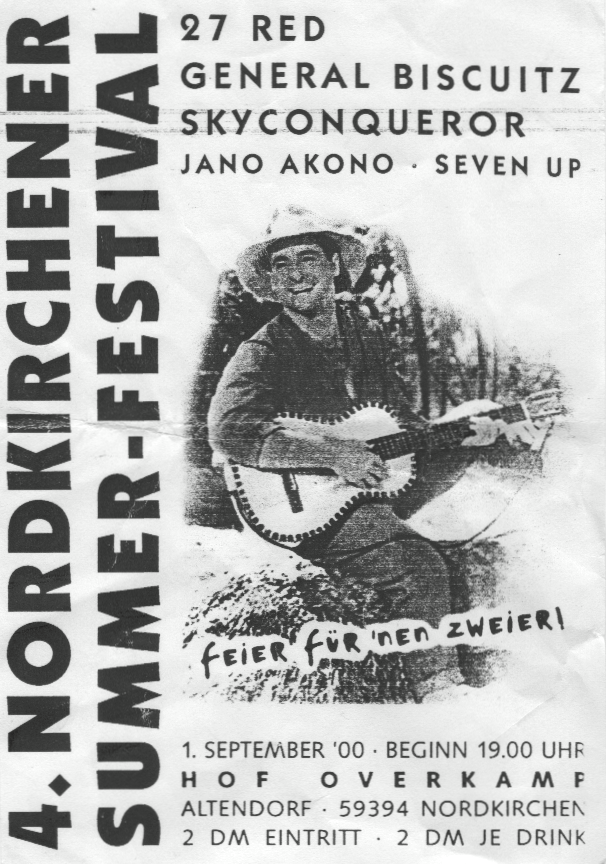 4. NORDKIRCHENER
SUMMER-FESTIVAL
27 RED
GENERAL BISCUITZ
SKYCONQUEROR
JANO AKONO · SEVEN UP
FEIER FÜR 'NEN ZWEIER!
1. SEPTEMBER '00 · BEGINN 19.00 UHR
HOF OVERKAMP
ALTENDORF · 59394 NORDKIRCHEN
2 DM EINTRITT · 2 DM JE DRINK